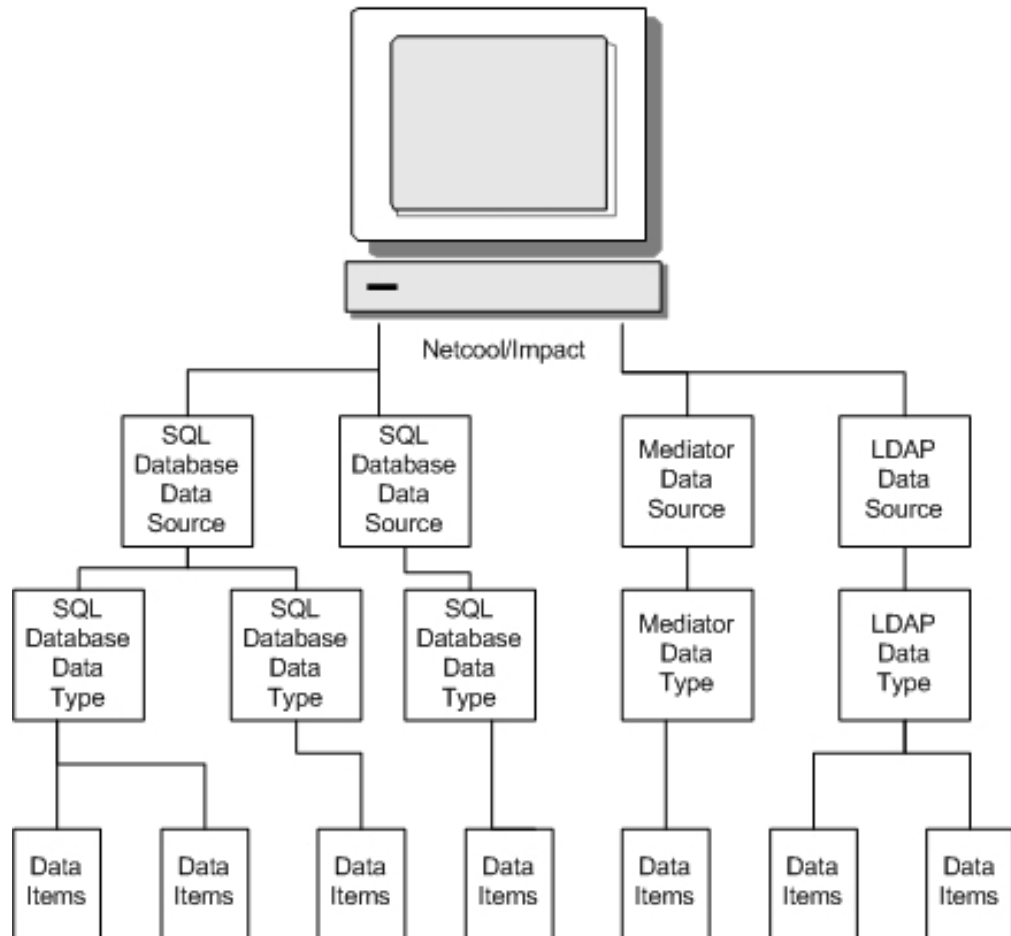 Netcool/Impact
SQL
Database
Data
Source
SQL
Database
Data
Source
Mediator
Data
Source
LDAP
Data
Source
SQL
Database
Data
Type
SQL
Database
Data
Type
SQL
Database
Data
Type
Mediator
Data
Type
LDAP
Data
Type
Data
Items
Data
Items
Data
Items
Data
Items
Data
Items
Data
Items
Data
Items